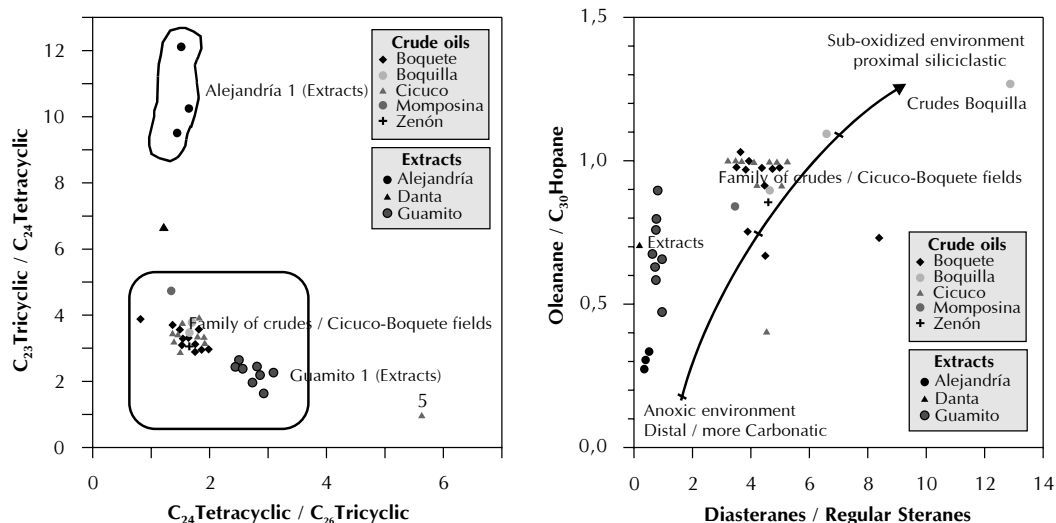 12
10
8
6
4
2
0
0
2
4
6
C23Tricyclic / C24Tetracyclic
C24Tetracyclic / C26Tricyclic
Alejandría 1 (Extracts)
Crude oils
Boquete
Boquilla
Cicuco
Momposina
Zenón
Extracts
Alejandría
Danta
Guamito
Family of crudes / Cicuco-Boquete fields
Guamito 1 (Extracts)
5
1,5
1,0
0,5
0,0
0
2
4
6
8
10
12
14
Oleanane / C30Hopane
Diasteranes / Regular Steranes
Sub-oxidized environment
proximal siliciclastic
Crudes Boquilla
Family of crudes / Cicuco-Boquete fields
Extracts
Crude oils
Boquete
Boquilla
Cicuco
Momposina
Zenón
Extracts
Alejandría
Danta
Guamito
Anoxic environment
Distal / more Carbonatic